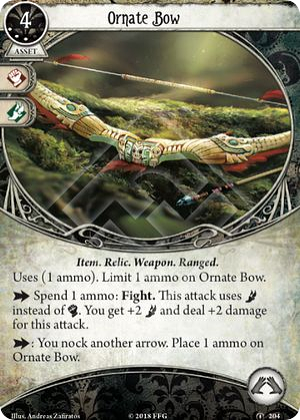 4
Ornate Bow
ASSET
Item. Relic. Weapon. Ranged.
Uses (1 ammo). Limit 1 ammo on Ornate Bow.
Spend 1 ammo: Fight. This attack uses
instead of . You get +2 and deal +2 damage
for this attack.
: You nock another arrow. Place 1 ammo on
Ornate Bow.
Illus. Andreas Zafiratos
© 2018 FFG
204